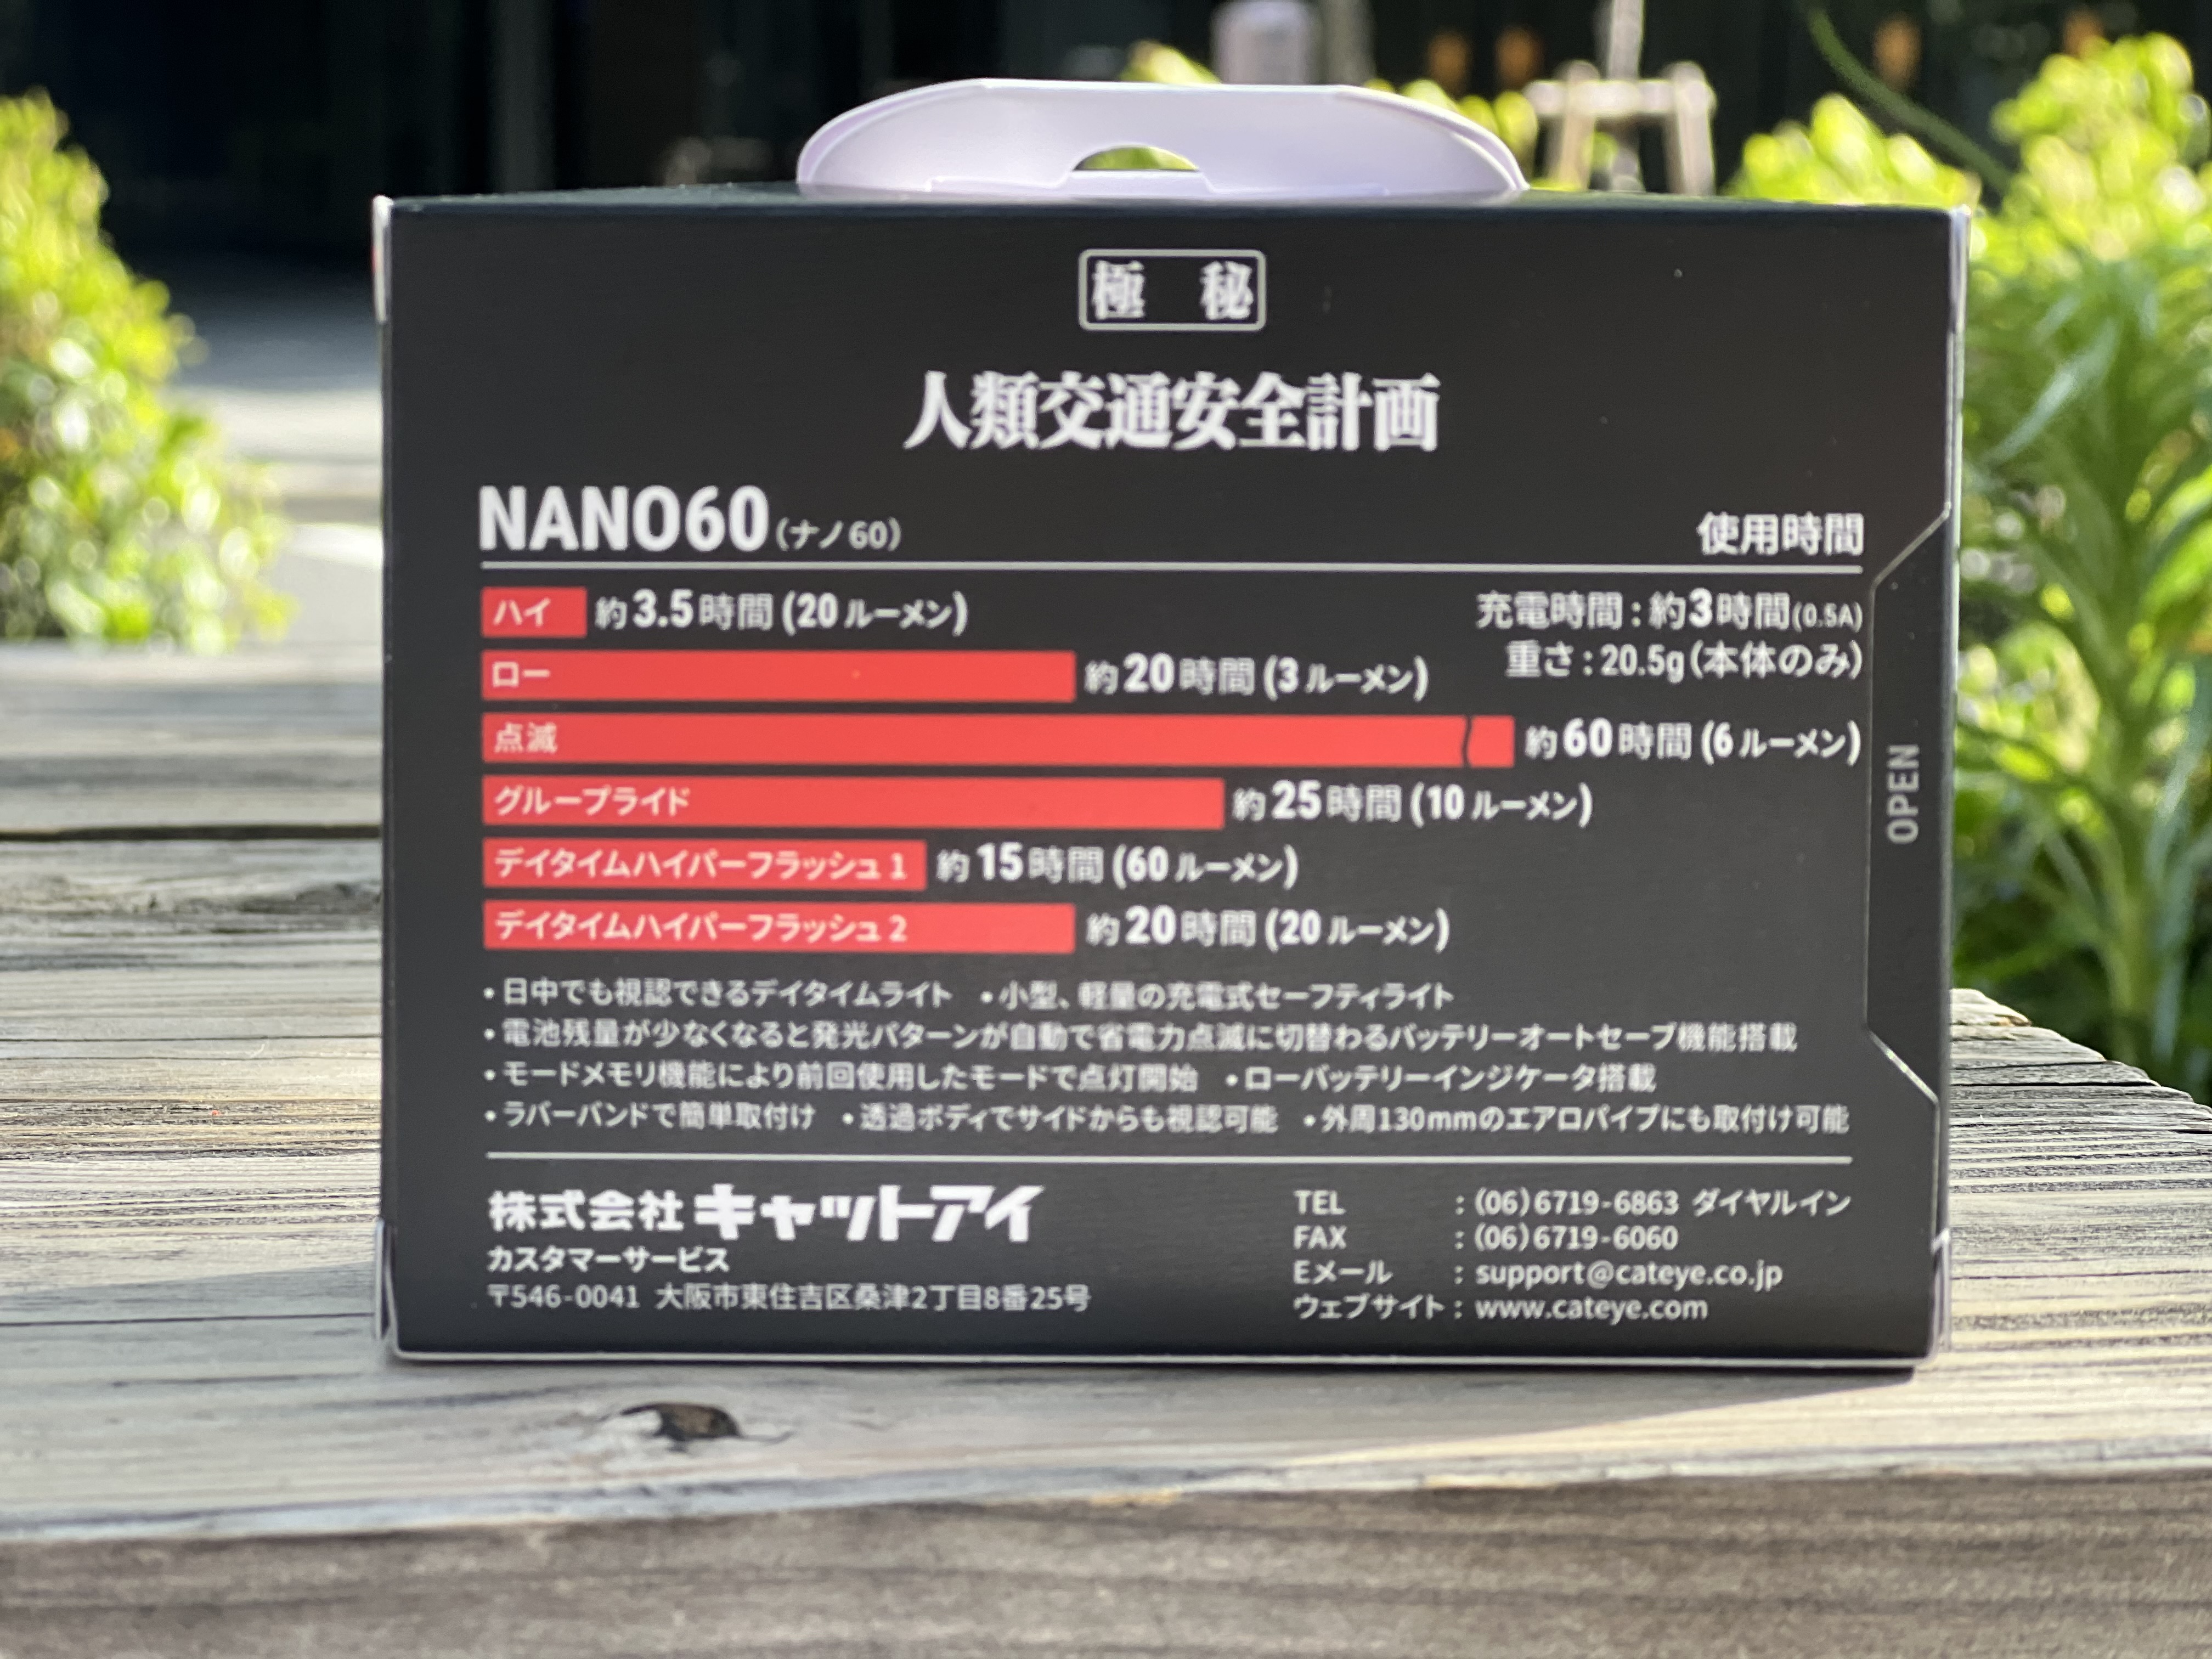 極 秘
人類交通安全計画
NANO60(ナノ60)
使用時間
ハイ 約3.5時間(20ルーメン)
充電時間:約3時間(0.5A)
ロー 約20時間(3ルーメン)
重さ:20.5g(本体のみ)
点滅 約60時間(6ルーメン)
グループライド 約25時間(10ルーメン)
デイタイムハイパーフラッシュ1 約15時間(60ルーメン)
デイタイムハイパーフラッシュ2 約20時間(20ルーメン)
OPEN
•日中でも視認できるデイタイムライト •小型、軽量の充電式セーフティライト
•電池残量が少なくなると発光パターンが自動で省電力点滅に切替わるバッテリーオートセーブ機能搭載
•モードメモリ機能により前回使用したモードで点灯開始 •ローバッテリーインジケータ搭載
•ラバーバンドで簡単取付け •透過ボディでサイドからも視認可能 •外周130mmのエアロパイプにも取付け可能
株式会社キャットアイ
カスタマーサービス
〒546-0041 大阪市東住吉区桑津2丁目8番25号
TEL :(06)6719-6863 ダイヤルイン
FAX :(06)6719-6060
Eメール : support@cateye.co.jp
ウェブサイト: www.cateye.com